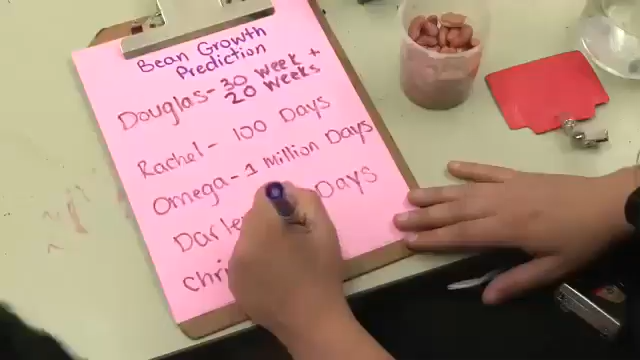 Bean Growth
Prediction
Douglas- 30 week +
20 weeks
Rachel- 100 Days
Omega- 1 Million Days
Days